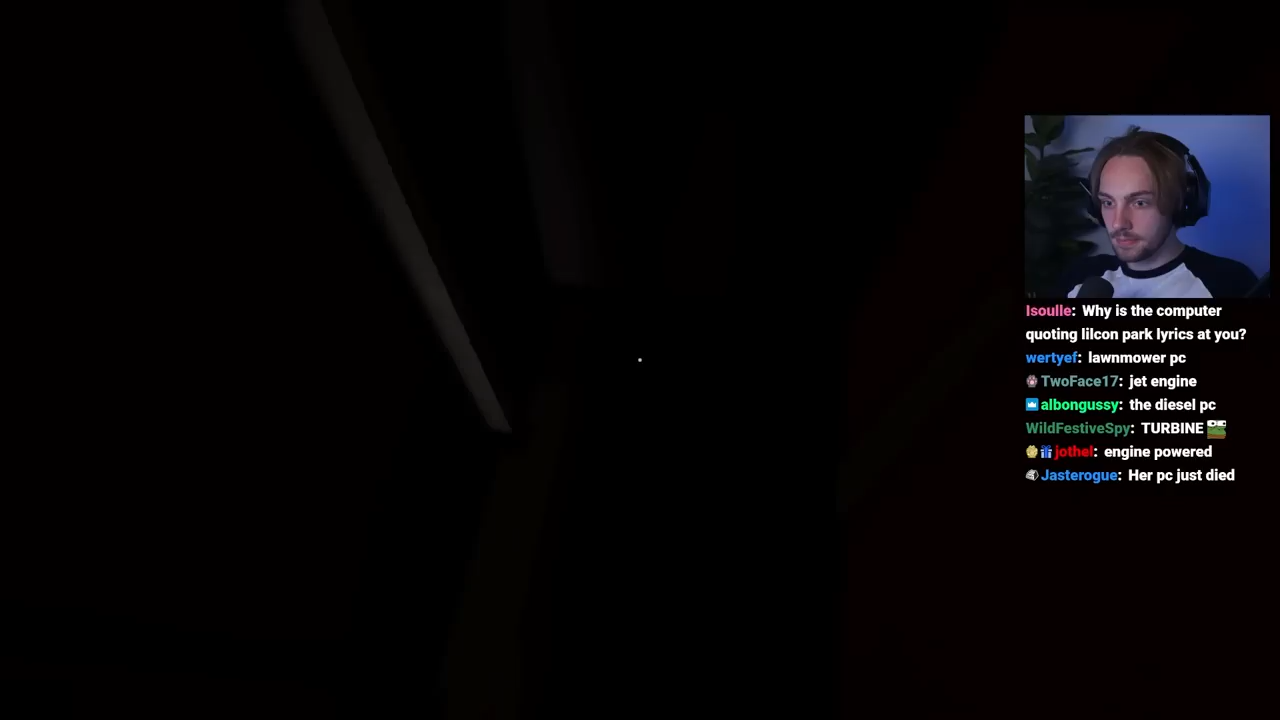 Isoulle: Why is the computer
quoting lilcon park lyrics at you?
wertyef: lawnmower pc
TwoFace17: jet engine
albongussy: the diesel pc
WildFestiveSpy: TURBINE
jothel: engine powered
Jasterogue: Her pc just died